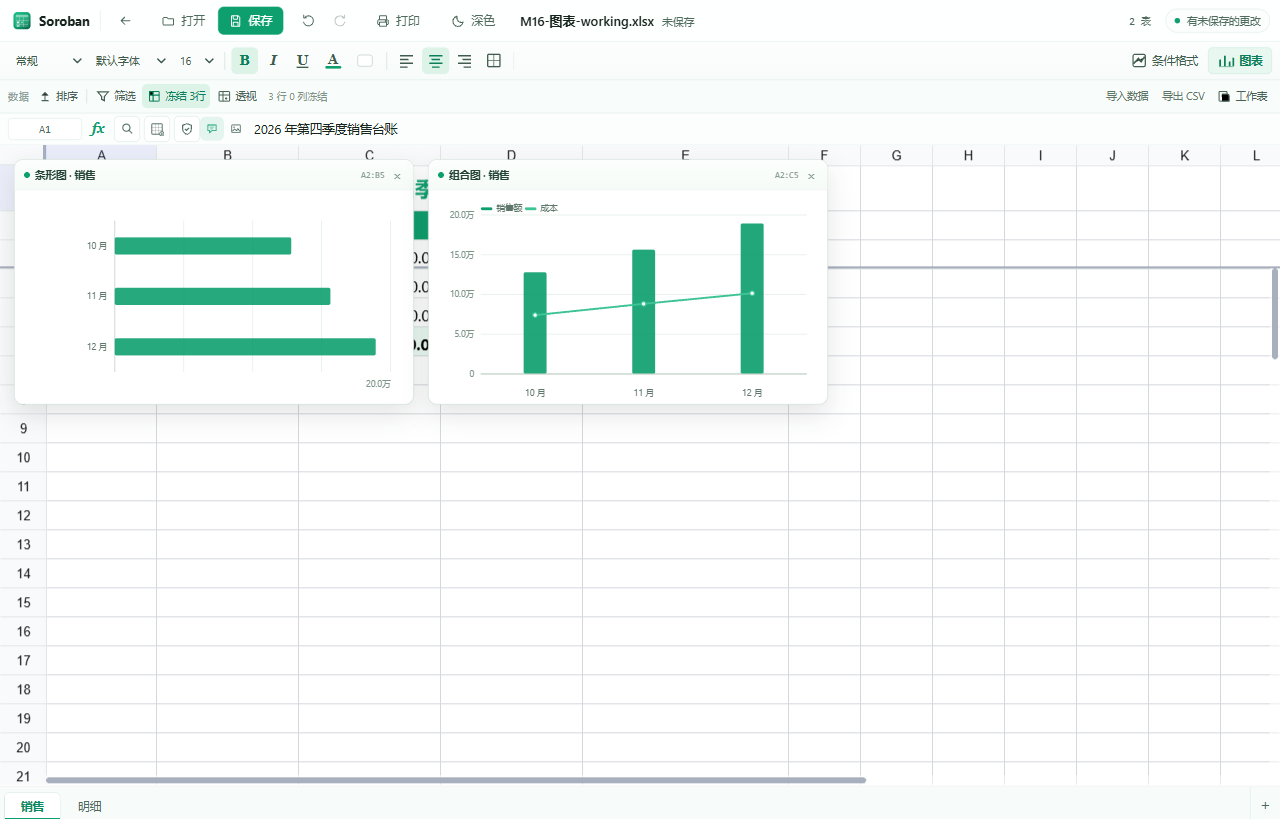 Soroban
打开
保存
打印
深色
M16-图表-working.xlsx 未保存
2 表
有未保存的更改
常规
默认字体
16
B I U A
条件格式
图表
数据
排序
筛选
冻结 3行
透视
3 行 0 列冻结
导入数据
导出 CSV
工作表
A1
fx
2026 年第四季度销售台账
A B C D E F G H I J K L
条形图 · 销售
A2:B5 ×
10 月
11 月
12 月
20.0万
组合图 · 销售
A2:C5 ×
销售额 成本
20.0万
15.0万
10.0万
5.0万
0
10 月 11 月 12 月
季
9
10
11
12
13
14
15
16
17
18
19
20
21
销售
明细
+